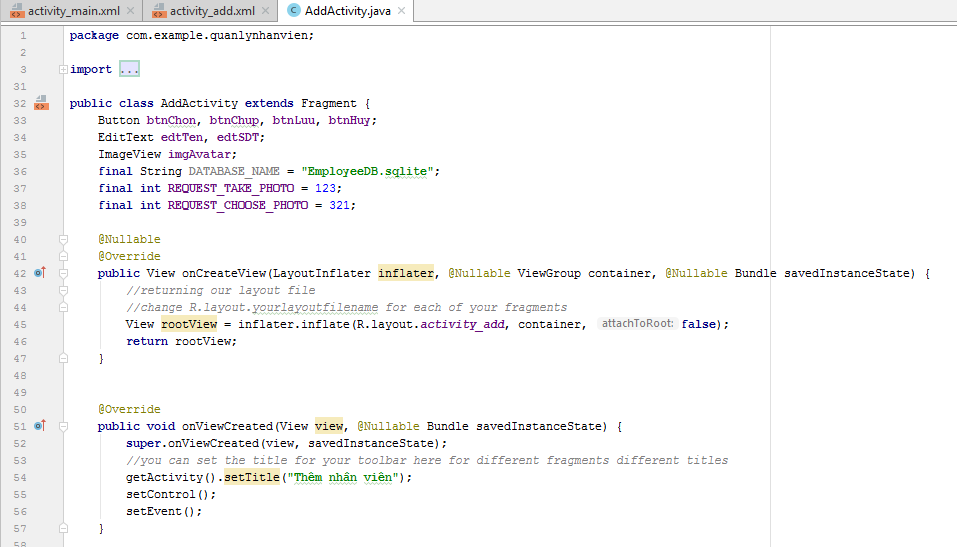 activity_main.xml activity_add.xml AddActivity.java
1 package com.example.quanlynhanvien;
2
3 import ...
31
32 public class AddActivity extends Fragment {
33 Button btnChon, btnChup, btnLuu, btnHuy;
34 EditText edtTen, edtSDT;
35 ImageView imgAvatar;
36 final String DATABASE_NAME = "EmployeeDB.sqlite";
37 final int REQUEST_TAKE_PHOTO = 123;
38 final int REQUEST_CHOOSE_PHOTO = 321;
39
40 @Nullable
41 @Override
42 public View onCreateView(LayoutInflater inflater, @Nullable ViewGroup container, @Nullable Bundle savedInstanceState) {
43 //returning our layout file
44 //change R.layout.yourlayoutfilename for each of your fragments
45 View rootView = inflater.inflate(R.layout.activity_add, container, attachToRoot: false);
46 return rootView;
47 }
48
49
50 @Override
51 public void onViewCreated(View view, @Nullable Bundle savedInstanceState) {
52 super.onViewCreated(view, savedInstanceState);
53 //you can set the title for your toolbar here for different fragments different titles
54 getActivity().setTitle("Thêm nhân viên");
55 setControl();
56 setEvent();
57 }
58